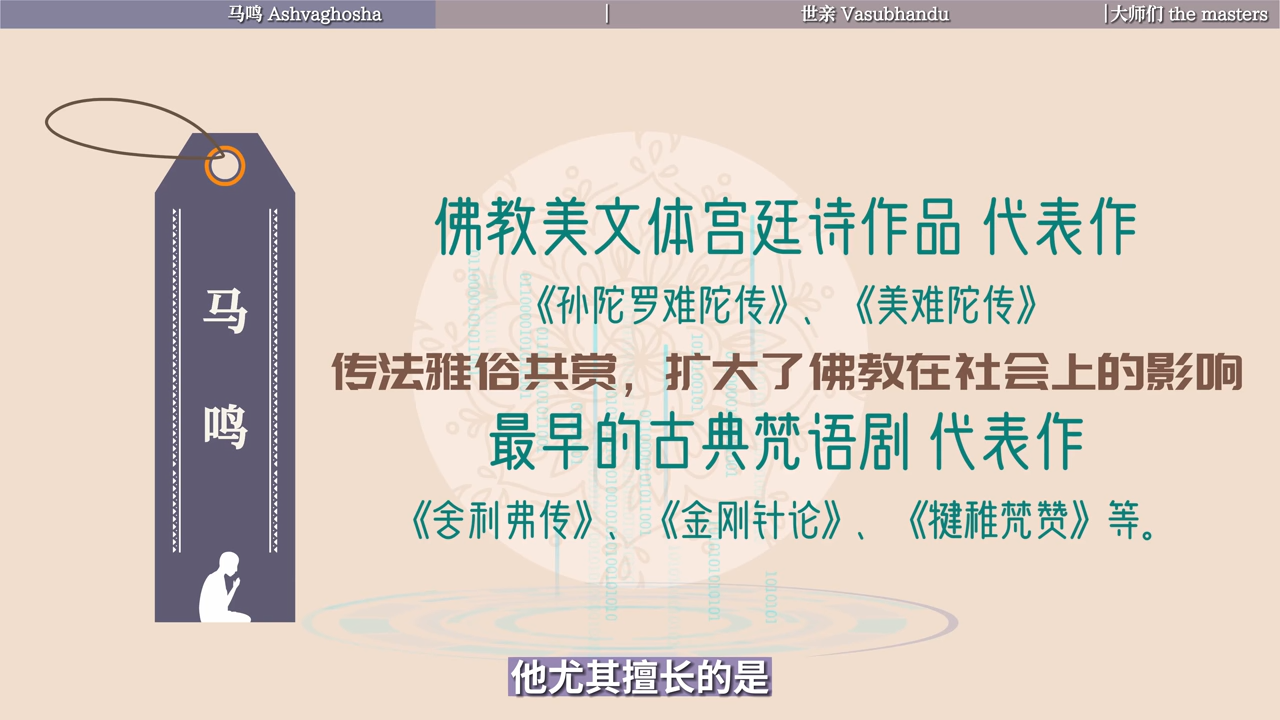 马鸣 Ashvaghosha | 世亲 Vasubhandu |大师们 the masters
马鸣
佛教美文体宫廷诗作品 代表作
《孙陀罗难陀传》、《美难陀传》
传法雅俗共赏，扩大了佛教在社会上的影响
最早的古典梵语剧 代表作
《舍利弗传》、《金刚针论》、《犍稚梵赞》等。
他尤其擅长的是